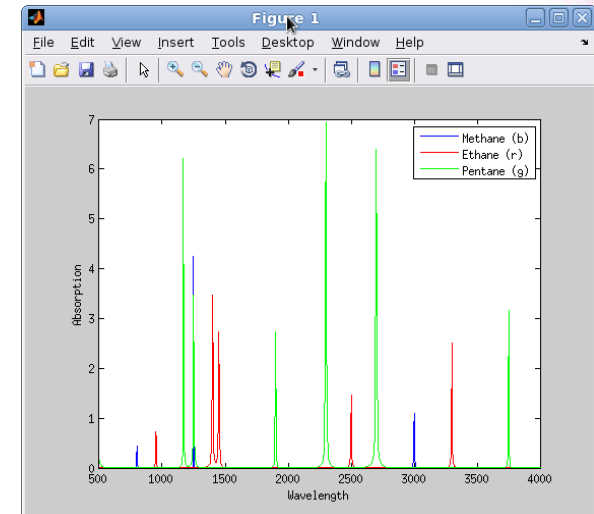 Figure 1
File Edit View Insert Tools Desktop Window Help
7
6
5
4
3
2
1
0
Absorption
Methane (b)
Ethane (r)
Pentane (g)
500 1000 1500 2000 2500 3000 3500 4000
Wavelength